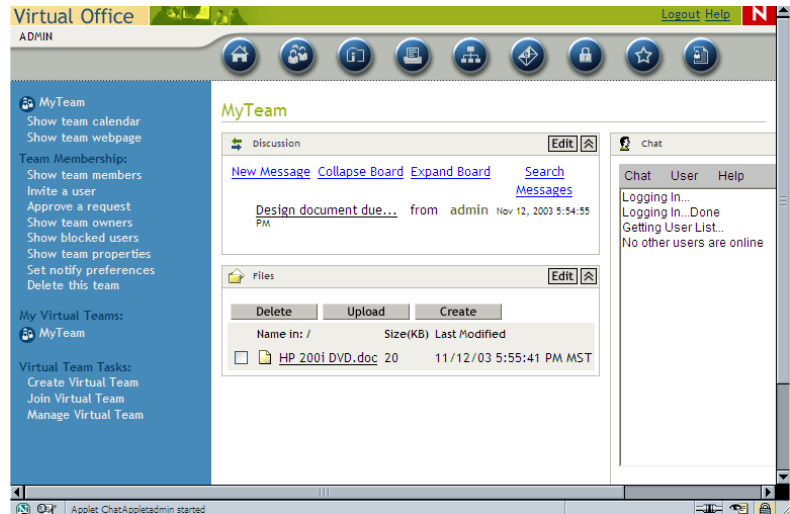 Virtual Office
Logout Help
N
ADMIN
MyTeam
Show team calendar
Show team webpage
Team Membership:
Show team members
Invite a user
Approve a request
Show team owners
Show blocked users
Show team properties
Set notify preferences
Delete this team
My Virtual Teams:
MyTeam
Virtual Team Tasks:
Create Virtual Team
Join Virtual Team
Manage Virtual Team
MyTeam
Discussion Edit
New Message Collapse Board Expand Board Search
Messages
Design document due... from admin Nov 12, 2003 5:54:55
PM
Files Edit
Delete Upload Create
Name in: / Size(KB) Last Modified
HP 200i DVD.doc 20 11/12/03 5:55:41 PM MST
Chat
Chat User Help
Logging In...
Logging In...Done
Getting User List...
No other users are online
Applet ChatAppletadmin started